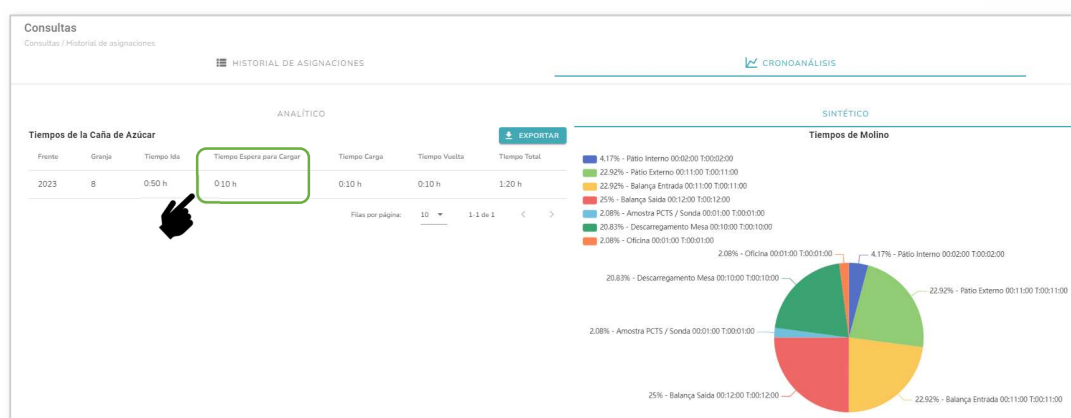 Consultas
Consultas / Historial de asignaciones
HISTORIAL DE ASIGNACIONES
CRONOANÁLISIS
ANALÍTICO
SINTÉTICO
Tiempos de la Caña de Azúcar
EXPORTAR
Tiempos de Molino
Frente Granja Tiempo Ida Tiempo Espera para Cargar Tiempo Carga Tiempo Vuelta Tiempo Total
2023 8 0:50 h 0:10 h 0:10 h 0:10 h 1:20 h
Filas por página: 10 1-1 de 1
4.17% - Pátio Interno 00:02:00 T:00:02:00
22.92% - Pátio Externo 00:11:00 T:00:11:00
22.92% - Balança Entrada 00:11:00 T:00:11:00
25% - Balança Saída 00:12:00 T:00:12:00
2.08% - Amostra PCTS / Sonda 00:01:00 T:00:01:00
20.83% - Descarregamento Mesa 00:10:00 T:00:10:00
2.08% - Oficina 00:01:00 T:00:01:00
2.08% - Oficina 00:01:00 T:00:01:00
4.17% - Pátio Interno 00:02:00 T:00:02:00
20.83% - Descarregamento Mesa 00:10:00 T:00:10:00
22.92% - Pátio Externo 00:11:00 T:00:11:00
2.08% - Amostra PCTS / Sonda 00:01:00 T:00:01:00
25% - Balança Saída 00:12:00 T:00:12:00
22.92% - Balança Entrada 00:11:00 T:00:11:00